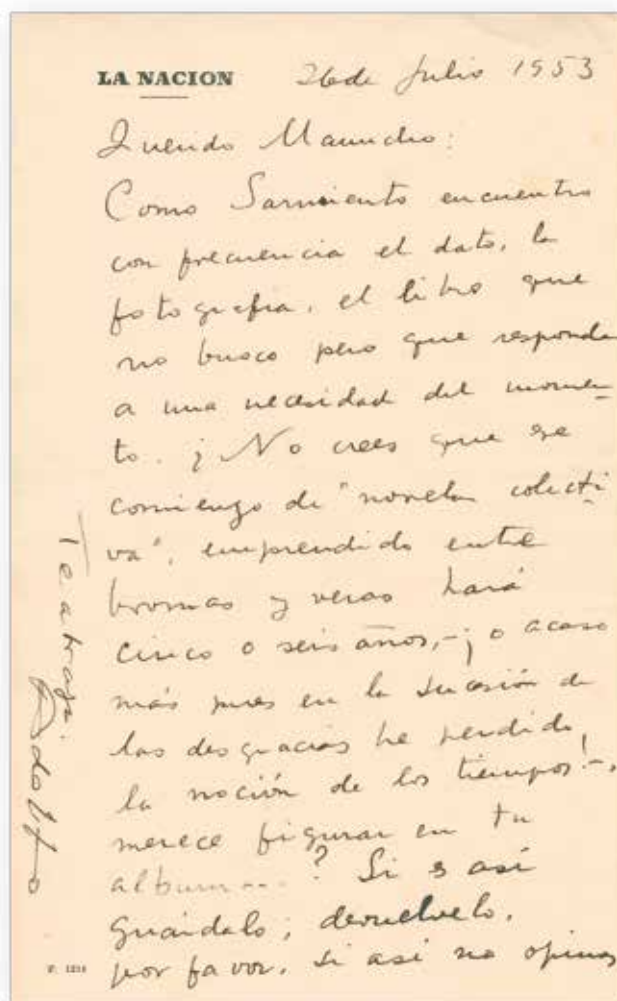 LA NACION
26 de Julio 1953
Querido Manucho:
Como Sarmiento encuentro
con frecuencia el dato, la
fotografía, el libro que
no busco pero que responde
a una necesidad del momen-
to. ¿No crees que ese
comienzo de "novela colecti-
va", emprendido entre
bromas y veras hará
cinco o seis años, -¡o acaso
más pues en la sucesión de
las desgracias he perdido
la noción de los tiempos!-,
merece figurar en tu
album....? Si es así
guárdalo; devuélvelo,
por favor, si así no opinas
Te abraza
Adolfo
F. 1214